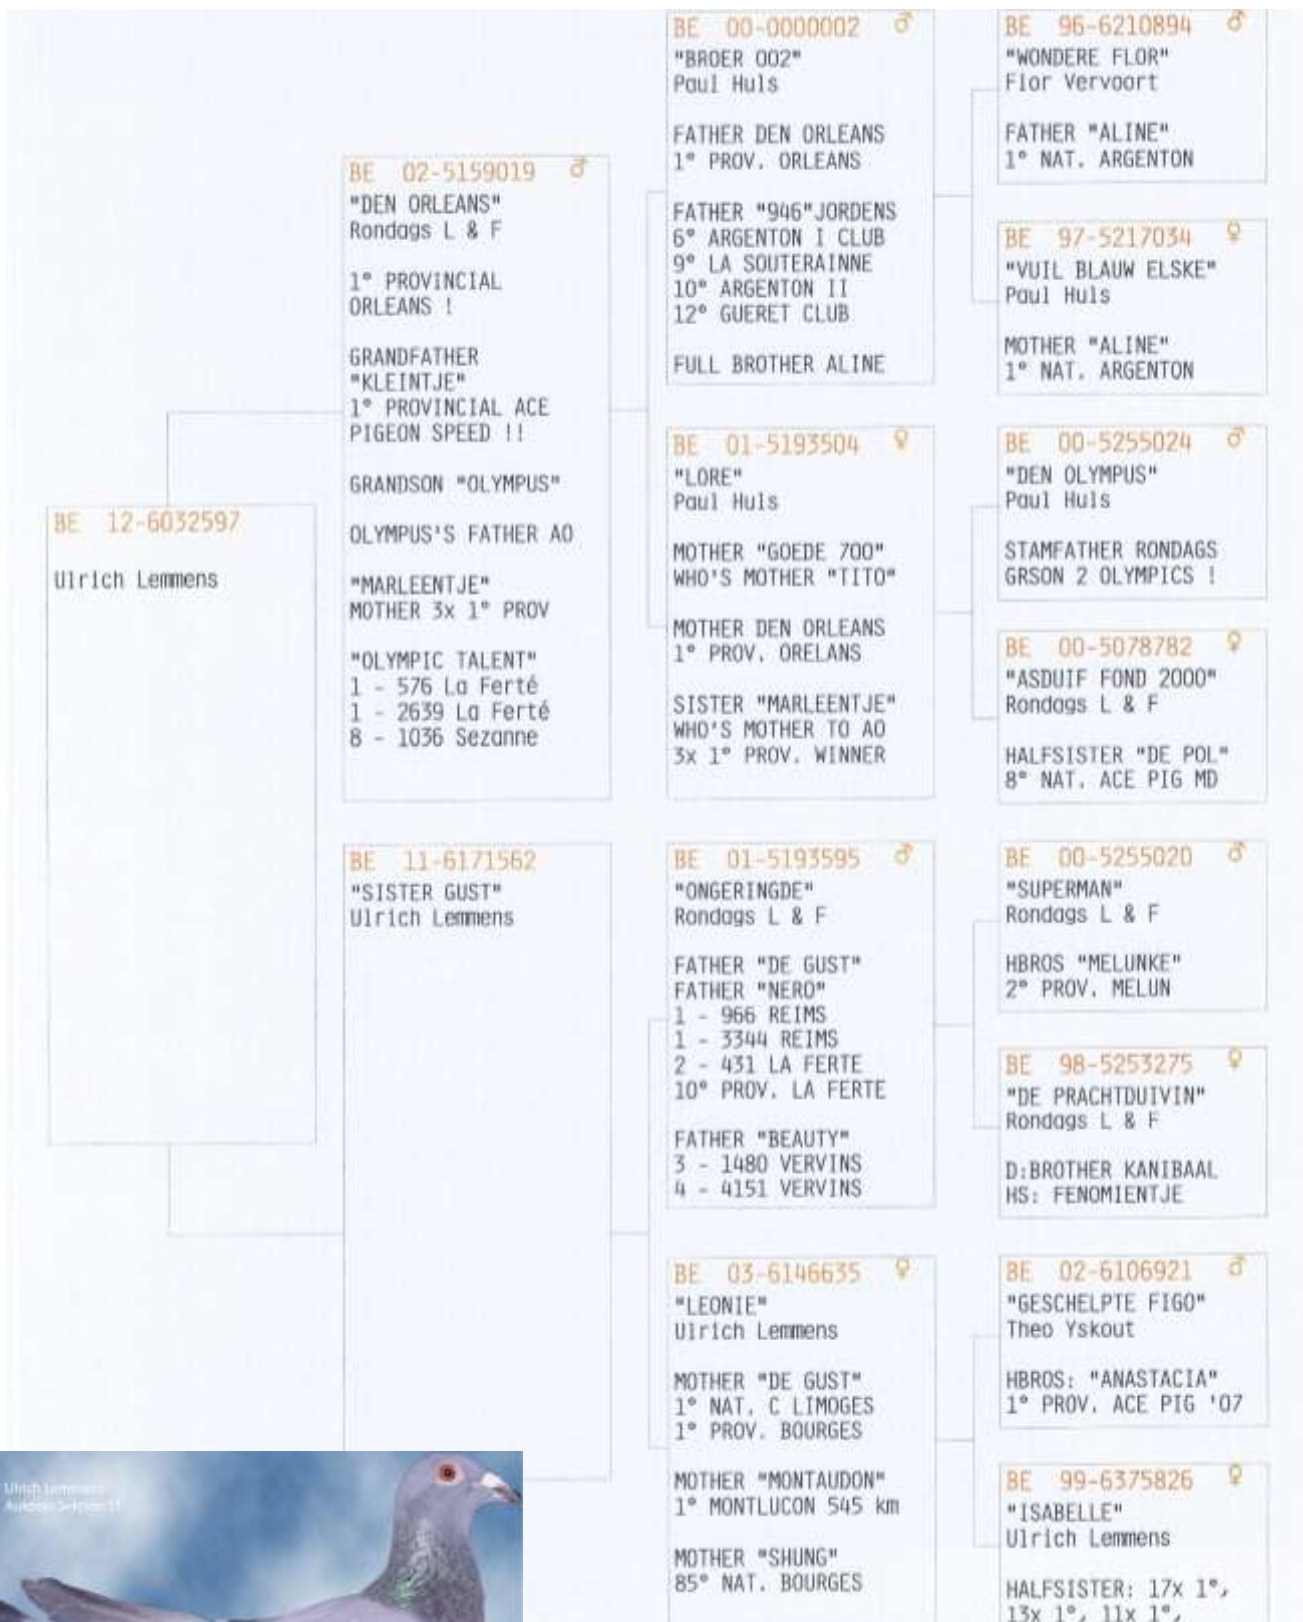 BE 12-6032597
Ulrich Lemmens
BE 02-5159019 ♂
"DEN ORLEANS"
Rondags L & F
1° PROVINCIAL
ORLEANS !
GRANDFATHER
"KLEINTJE"
1° PROVINCIAL ACE
PIGEON SPEED !!
GRANDSON "OLYMPUS"
OLYMPUS'S FATHER AO
"MARLEENTJE"
MOTHER 3x 1° PROV
"OLYMPIC TALENT"
1 - 576 La Ferté
1 - 2639 La Ferté
8 - 1036 Sezanne
BE 11-6171562
"SISTER GUST"
Ulrich Lemmens
BE 00-0000002 ♂
"BROER 002"
Paul Huls
FATHER DEN ORLEANS
1° PROV. ORLEANS
FATHER "946"JORDENS
6° ARGENTON I CLUB
9° LA SOUTERAINNE
10° ARGENTON II
12° GUERET CLUB
FULL BROTHER ALINE
BE 01-5193504 ♀
"LORE"
Paul Huls
MOTHER "GOEDE 700"
WHO'S MOTHER "TITO"
MOTHER DEN ORLEANS
1° PROV. ORELANS
SISTER "MARLEENTJE"
WHO'S MOTHER TO AO
3x 1° PROV. WINNER
BE 01-5193595 ♂
"ONGERINGDE"
Rondags L & F
FATHER "DE GUST"
FATHER "NERO"
1 - 966 REIMS
1 - 3344 REIMS
2 - 431 LA FERTE
10° PROV. LA FERTE
FATHER "BEAUTY"
3 - 1480 VERVINS
4 - 4151 VERVINS
BE 03-6146635 ♀
"LEONIE"
Ulrich Lemmens
MOTHER "DE GUST"
1° NAT. C LIMOGES
1° PROV. BOURGES
MOTHER "MONTAUDON"
1° MONTLUCON 545 km
MOTHER "SHUNG"
85° NAT. BOURGES
BE 96-6210894 ♂
"WONDERE FLOR"
Flor Vervoort
FATHER "ALINE"
1° NAT. ARGENTON
BE 97-5217034 ♀
"VUIL BLAUW ELSKE"
Paul Huls
MOTHER "ALINE"
1° NAT. ARGENTON
BE 00-5255024 ♂
"DEN OLYMPUS"
Paul Huls
STAMFATHER RONDAGS
GRSON 2 OLYMPICS !
BE 00-5078782 ♀
"ASDUIF FOND 2000"
Rondags L & F
HALFSISTER "DE POL"
8° NAT. ACE PIG MD
BE 00-5255020 ♂
"SUPERMAN"
Rondags L & F
HBROS "MELUNKE"
2° PROV. MELUN
BE 98-5253275 ♀
"DE PRACHTDUIVIN"
Rondags L & F
D:BROTHER KANIBAAL
HS: FENOMIENTJE
BE 02-6106921 ♂
"GESCHELPTE FIGO"
Theo Yskout
HBROS: "ANASTACIA"
1° PROV. ACE PIG '07
BE 99-6375826 ♀
"ISABELLE"
Ulrich Lemmens
HALFSISTER: 17x 1°,
13x 1°, 11x 1°,
Ulrich Lemmens